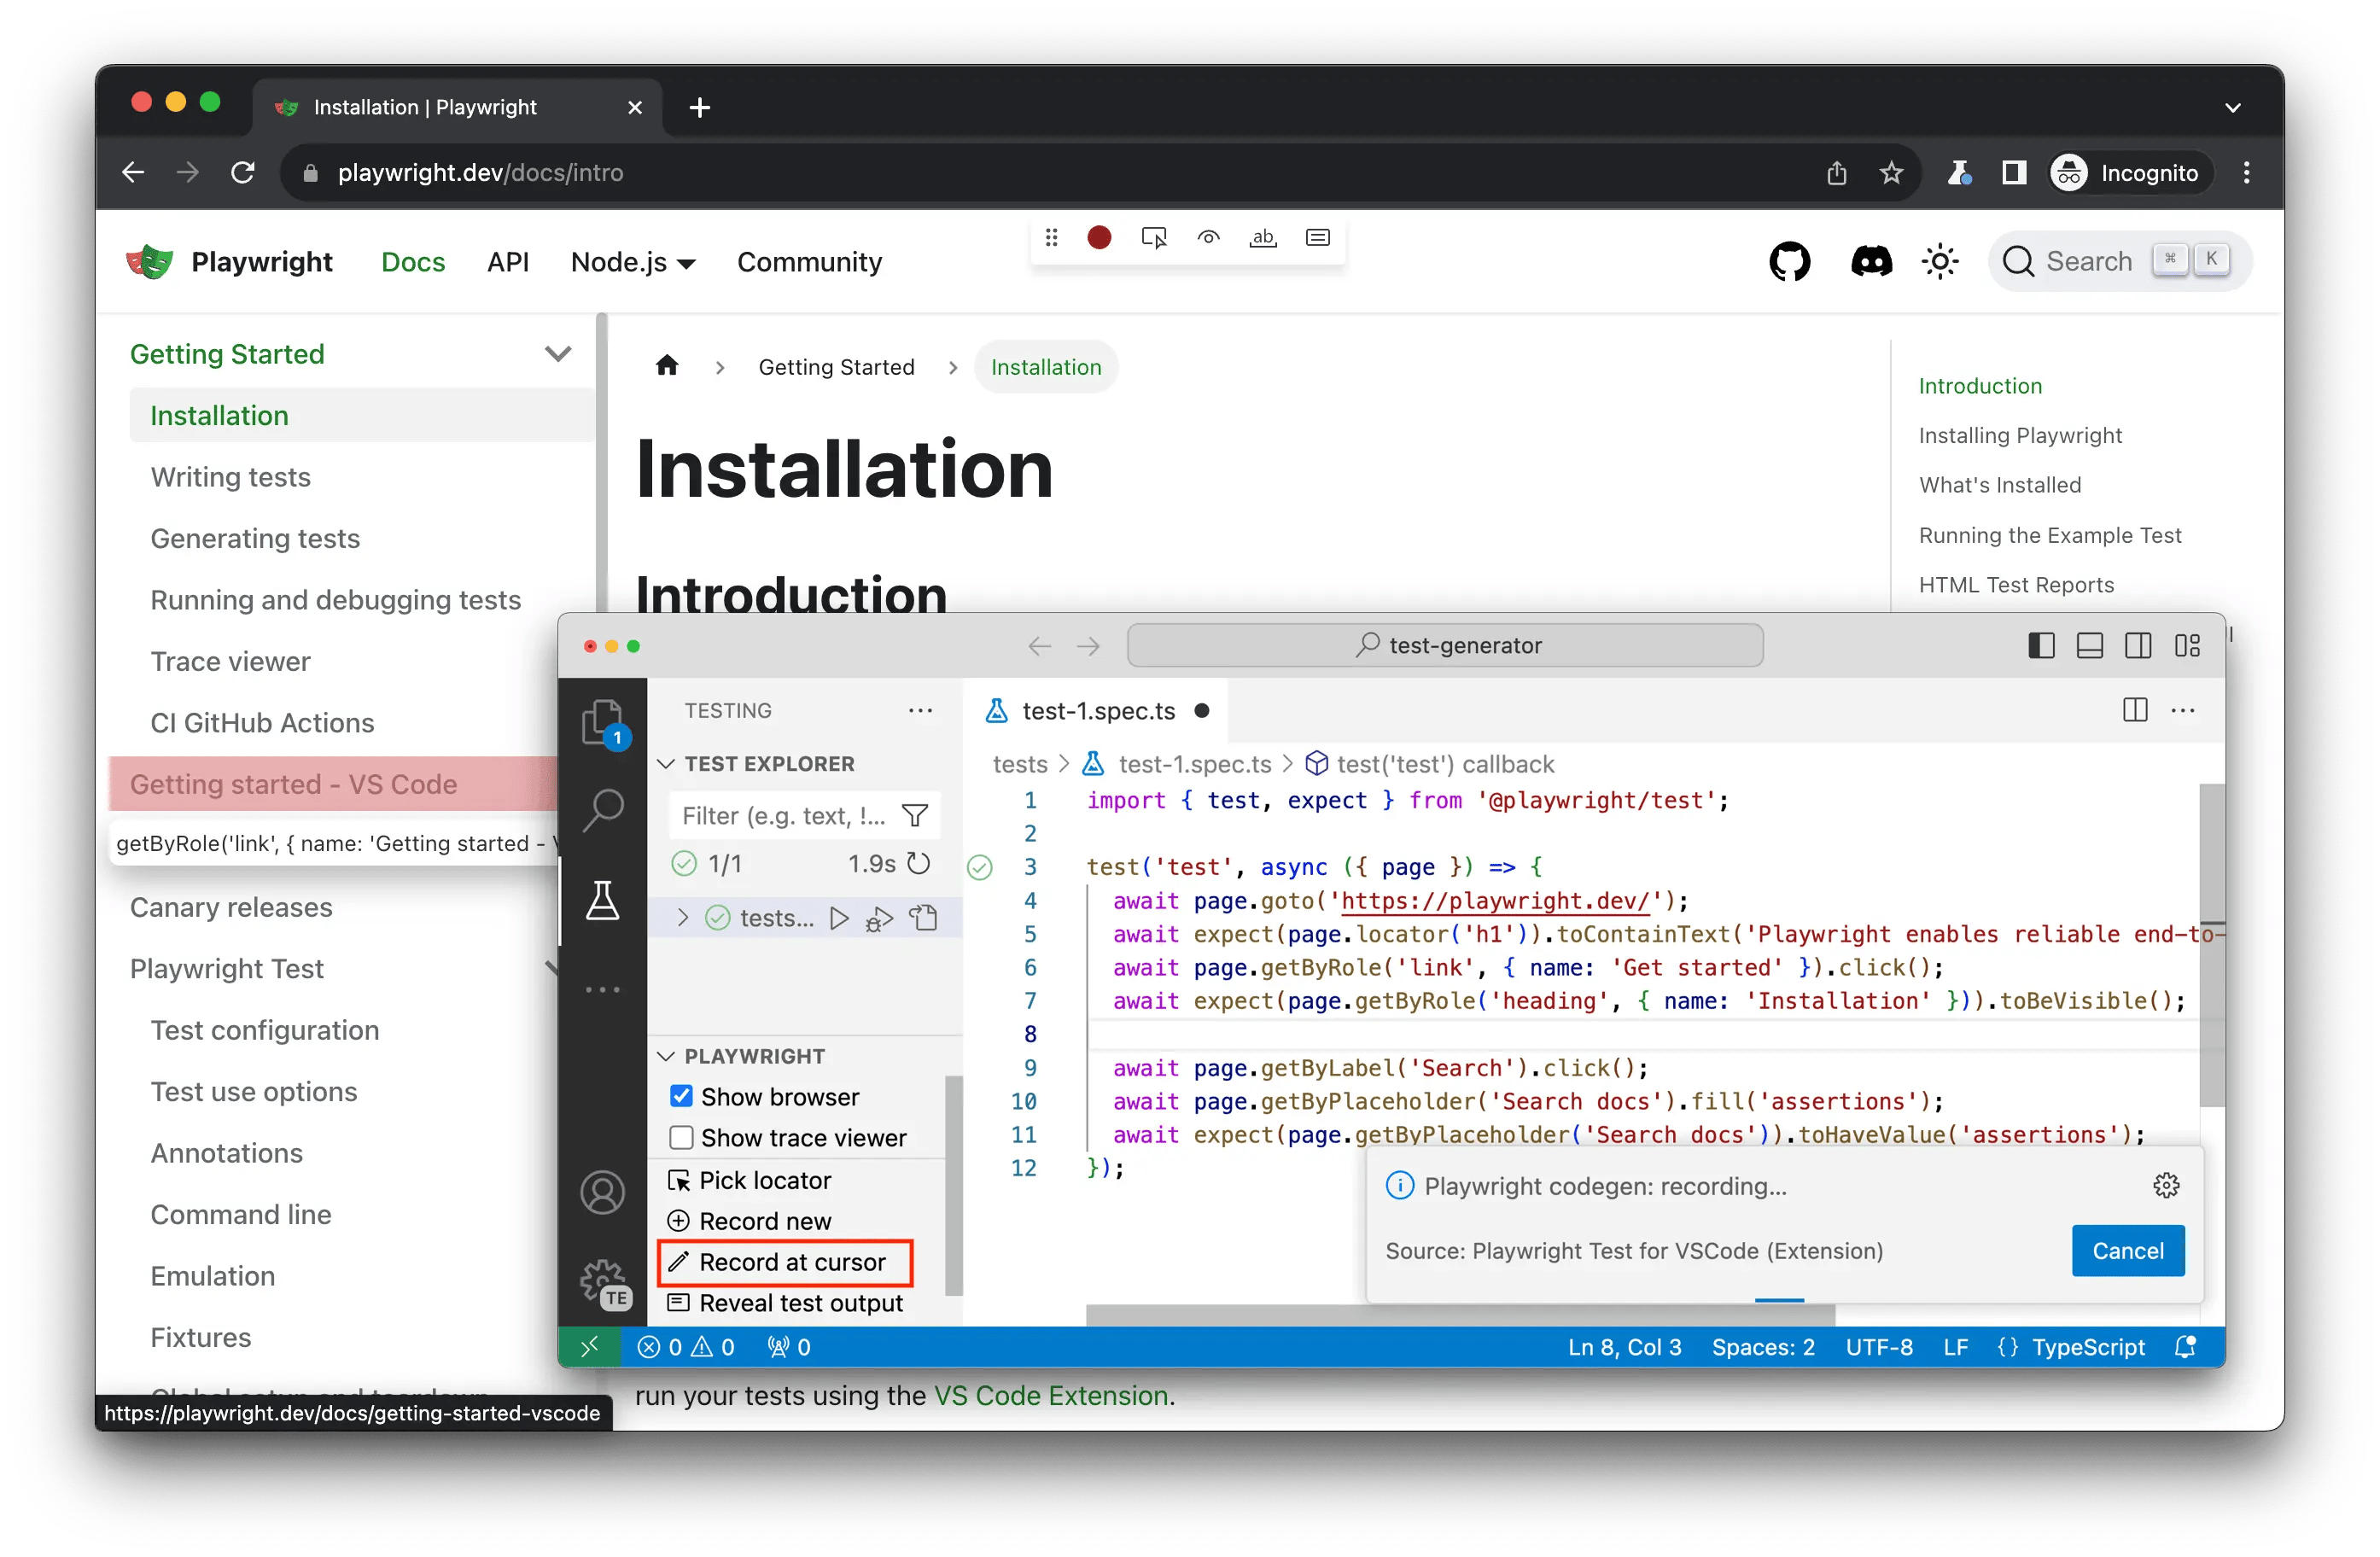 Installation | Playwright
playwright.dev/docs/intro
Incognito
Playwright Docs API Node.js Community
ab
Search ⌘ K
Getting Started
Installation
Writing tests
Generating tests
Running and debugging tests
Trace viewer
CI GitHub Actions
Getting started - VS Code
getByRole('link', { name: 'Getting started -
Canary releases
Playwright Test
Test configuration
Test use options
Annotations
Command line
Emulation
Fixtures
Global setup and teardown
https://playwright.dev/docs/getting-started-vscode
Getting Started Installation
Installation
Introduction
run your tests using the VS Code Extension.
Introduction
Installing Playwright
What's Installed
Running the Example Test
HTML Test Reports
test-generator
1
TE
TESTING
TEST EXPLORER
Filter (e.g. text, !...
1/1 1.9s
tests...
PLAYWRIGHT
Show browser
Show trace viewer
Pick locator
Record new
Record at cursor
Reveal test output
test-1.spec.ts
tests > test-1.spec.ts > test('test') callback
1 import { test, expect } from '@playwright/test';
2
3 test('test', async ({ page }) => {
4 await page.goto('https://playwright.dev/');
5 await expect(page.locator('h1')).toContainText('Playwright enables reliable end-to-
6 await page.getByRole('link', { name: 'Get started' }).click();
7 await expect(page.getByRole('heading', { name: 'Installation' })).toBeVisible();
8
9 await page.getByLabel('Search').click();
10 await page.getByPlaceholder('Search docs').fill('assertions');
11 await expect(page.getByPlaceholder('Search docs')).toHaveValue('assertions');
12 });
Playwright codegen: recording...
Source: Playwright Test for VSCode (Extension)
Cancel
0 0 0
Ln 8, Col 3 Spaces: 2 UTF-8 LF {} TypeScript